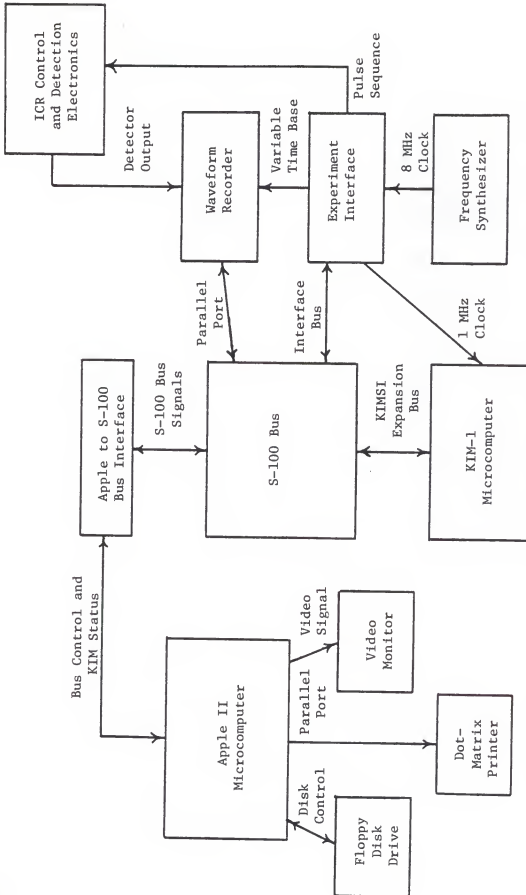 ICR Control
and Detection
Electronics
Detector
Output
Pulse
Sequence
Waveform
Recorder
Variable
Time Base
Experiment
Interface
8 MHz
Clock
Frequency
Synthesizer
Parallel
Port
Interface
Bus
1 MHz
Clock
Apple to S-100
Bus Interface
S-100 Bus
Signals
S-100 Bus
KIMSI
Expansion
Bus
KIM-1
Microcomputer
Bus Control and
KIM Status
Apple II
Microcomputer
Video
Signal
Video
Monitor
Parallel
Port
Dot-
Matrix
Printer
Disk
Control
Floppy
Disk
Drive